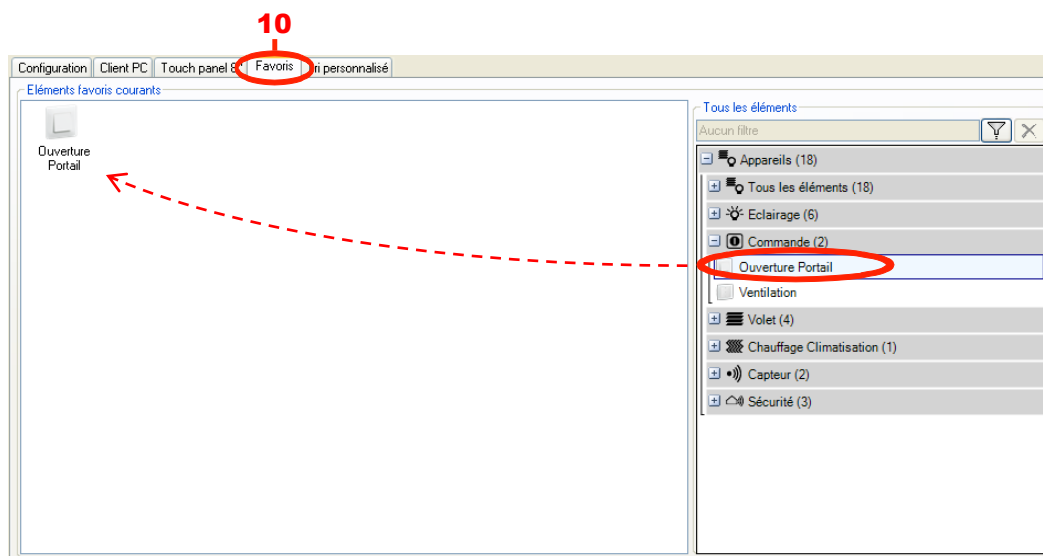 10
Configuration Client PC Touch panel 8" Favoris Tri personnalisé
Eléments favoris courants
Ouverture
Portail
Tous les éléments
Aucun filtre
Appareils (18)
Tous les éléments (18)
Eclairage (6)
Commande (2)
Ouverture Portail
Ventilation
Volet (4)
Chauffage Climatisation (1)
Capteur (2)
Sécurité (3)